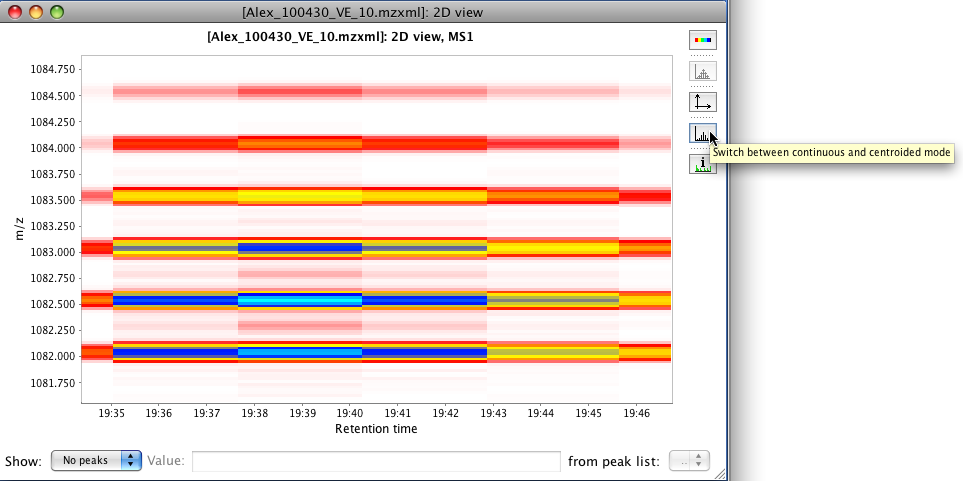 [Alex_100430_VE_10.mzxml]: 2D view
[Alex_100430_VE_10.mzxml]: 2D view, MS1
1084.750
1084.500
1084.250
1084.000
1083.750
1083.500
1083.250
1083.000
1082.750
1082.500
1082.250
1082.000
1081.750
m/z
19:35 19:36 19:37 19:38 19:39 19:40 19:41 19:42 19:43 19:44 19:45 19:46
Retention time
i
Switch between continuous and centroided mode
Show: No peaks Value: from peak list: ..